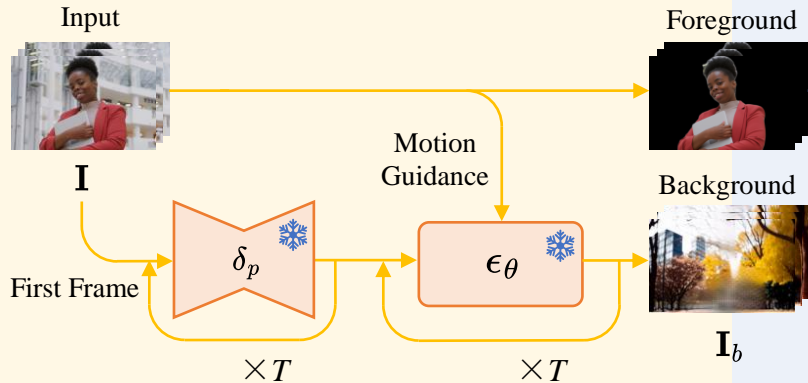 Input
Foreground
I
Motion
Guidance
Background
First Frame
δ_p
ϵ_θ
×T
×T
I_b